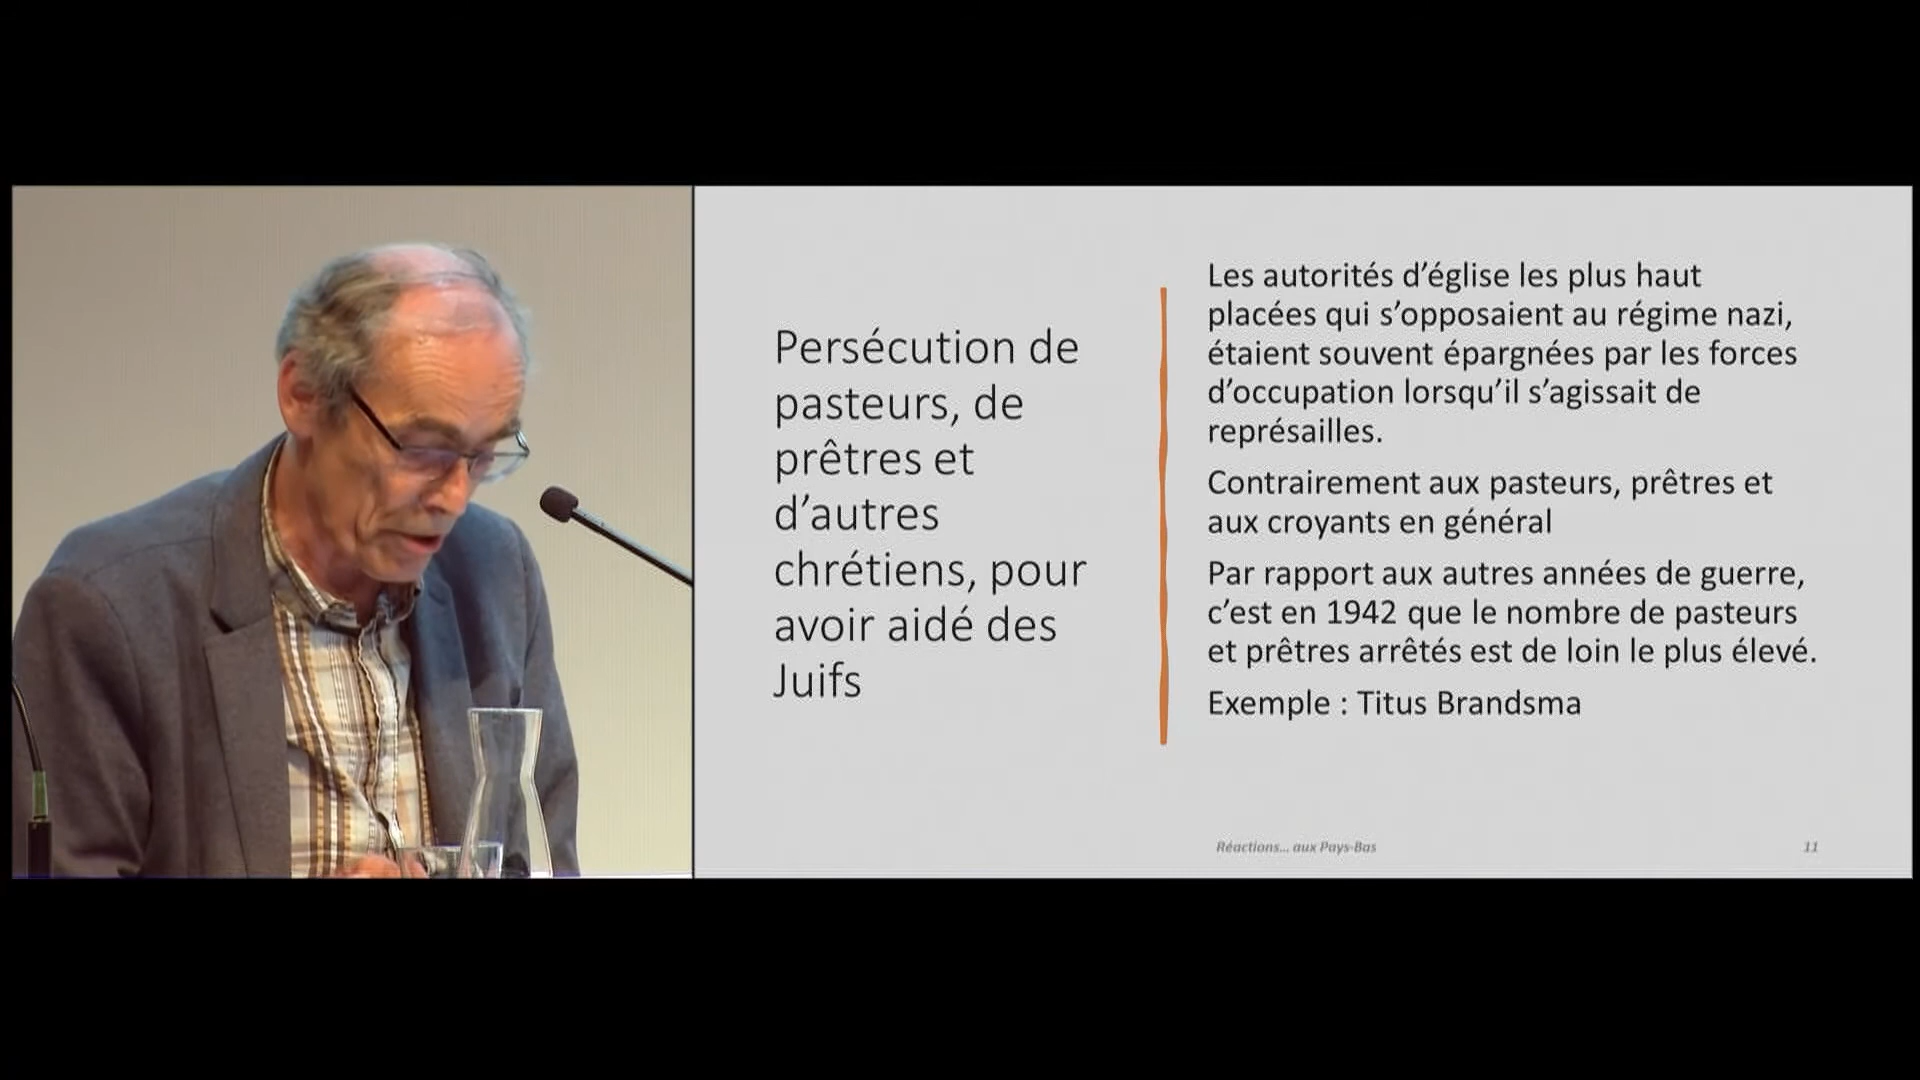 Persécution de
pasteurs, de
prêtres et
d’autres
chrétiens, pour
avoir aidé des
Juifs
Les autorités d’église les plus haut
placées qui s’opposaient au régime nazi,
étaient souvent épargnées par les forces
d’occupation lorsqu’il s’agissait de
représailles.
Contrairement aux pasteurs, prêtres et
aux croyants en général
Par rapport aux autres années de guerre,
c’est en 1942 que le nombre de pasteurs
et prêtres arrêtés est de loin le plus élevé.
Exemple : Titus Brandsma
Réactions... aux Pays-Bas
11